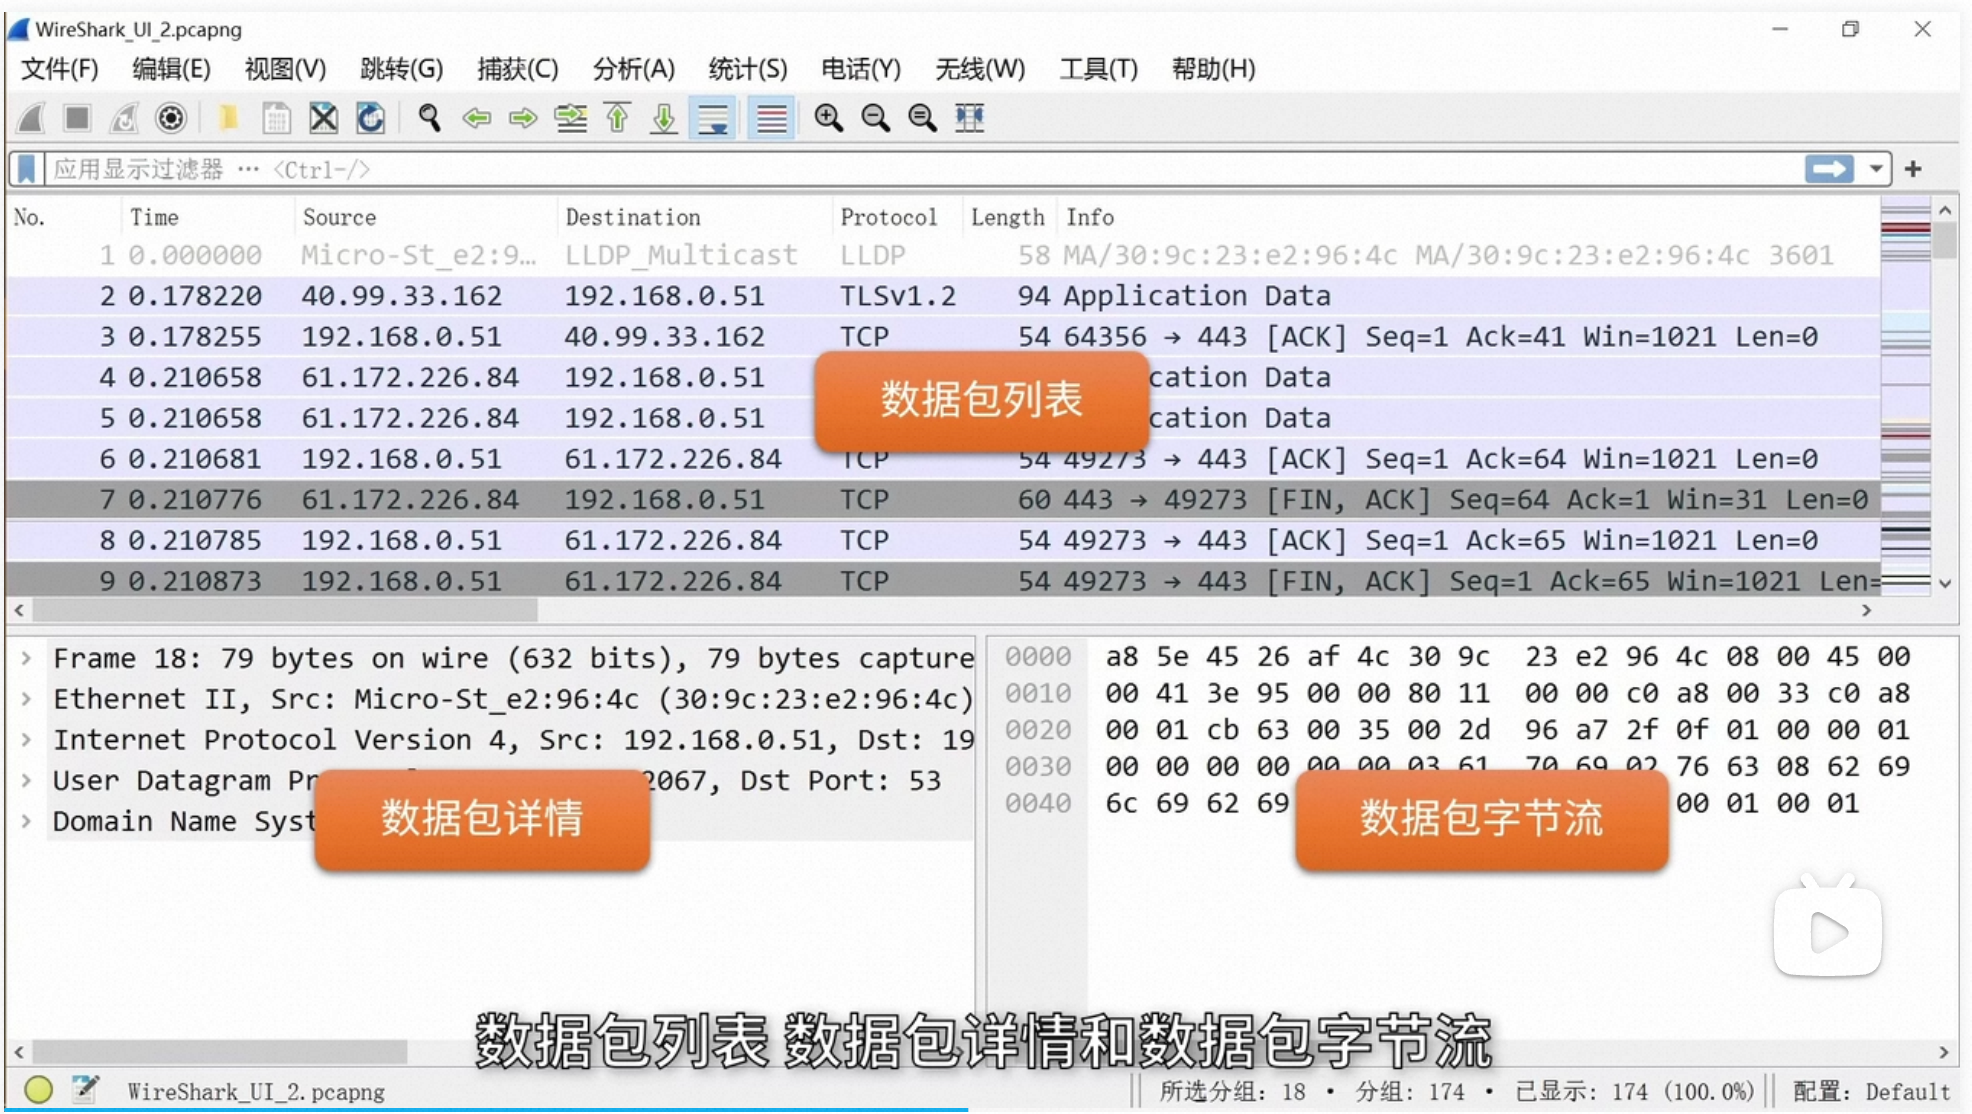 WireShark_UI_2.pcapng
文件(F) 编辑(E) 视图(V) 跳转(G) 捕获(C) 分析(A) 统计(S) 电话(Y) 无线(W) 工具(T) 帮助(H)
应用显示过滤器 … <Ctrl-/>
No. Time Source Destination Protocol Length Info
1 0.000000 Micro-St_e2:9… LLDP_Multicast LLDP 58 MA/30:9c:23:e2:96:4c MA/30:9c:23:e2:96:4c 3601
2 0.178220 40.99.33.162 192.168.0.51 TLSv1.2 94 Application Data
3 0.178255 192.168.0.51 40.99.33.162 TCP 54 64356 → 443 [ACK] Seq=1 Ack=41 Win=1021 Len=0
4 0.210658 61.172.226.84 192.168.0.51 cation Data
数据包列表
5 0.210658 61.172.226.84 192.168.0.51 cation Data
6 0.210681 192.168.0.51 61.172.226.84 TCP 54 49273 → 443 [ACK] Seq=1 Ack=64 Win=1021 Len=0
7 0.210776 61.172.226.84 192.168.0.51 TCP 60 443 → 49273 [FIN, ACK] Seq=64 Ack=1 Win=31 Len=0
8 0.210785 192.168.0.51 61.172.226.84 TCP 54 49273 → 443 [ACK] Seq=1 Ack=65 Win=1021 Len=0
9 0.210873 192.168.0.51 61.172.226.84 TCP 54 49273 → 443 [FIN, ACK] Seq=1 Ack=65 Win=1021 Len=
Frame 18: 79 bytes on wire (632 bits), 79 bytes capture
Ethernet II, Src: Micro-St_e2:96:4c (30:9c:23:e2:96:4c)
Internet Protocol Version 4, Src: 192.168.0.51, Dst: 19
User Datagram Pr 2067, Dst Port: 53
Domain Name Syst
数据包详情
0000 a8 5e 45 26 af 4c 30 9c 23 e2 96 4c 08 00 45 00
0010 00 41 3e 95 00 00 80 11 00 00 c0 a8 00 33 c0 a8
0020 00 01 cb 63 00 35 00 2d 96 a7 2f 0f 01 00 00 01
0030 00 00 00 00 00 00 03 61 70 69 02 76 63 08 62 69
0040 6c 69 62 69 00 01 00 01
数据包字节流
数据包列表 数据包详情和数据包字节流
WireShark_UI_2.pcapng 所选分组: 18 · 分组: 174 · 已显示: 174 (100.0%) 配置: Default